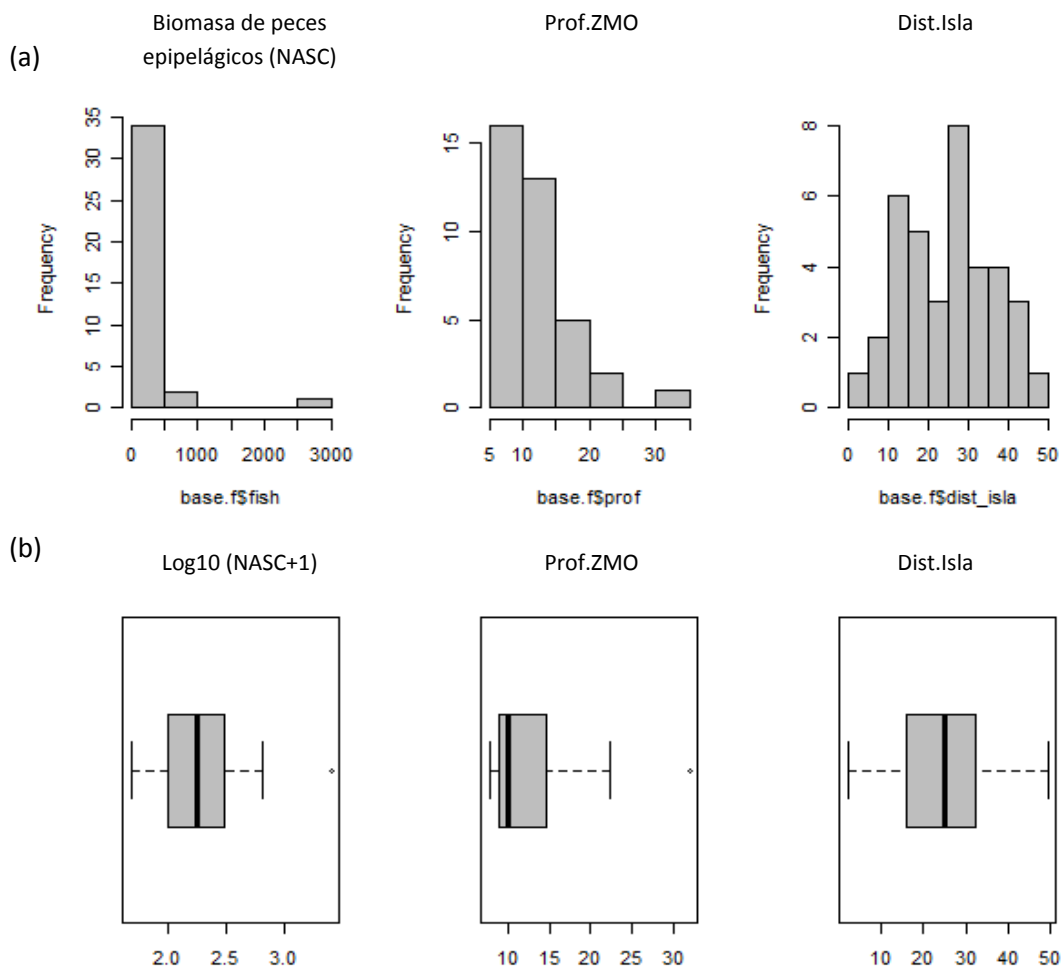 (a)
Biomasa de peces
epipelágicos (NASC)
Prof.ZMO
Dist.Isla
Frequency
35
30
25
20
15
10
5
0
0 1000 2000 3000
base.f$fish
Frequency
15
10
5
0
5 10 20 30
base.f$prof
Frequency
8
6
4
2
0
0 10 20 30 40 50
base.f$dist_isla
(b)
Log10 (NASC+1)
Prof.ZMO
Dist.Isla
2.0 2.5 3.0
10 15 20 25 30
10 20 30 40 50